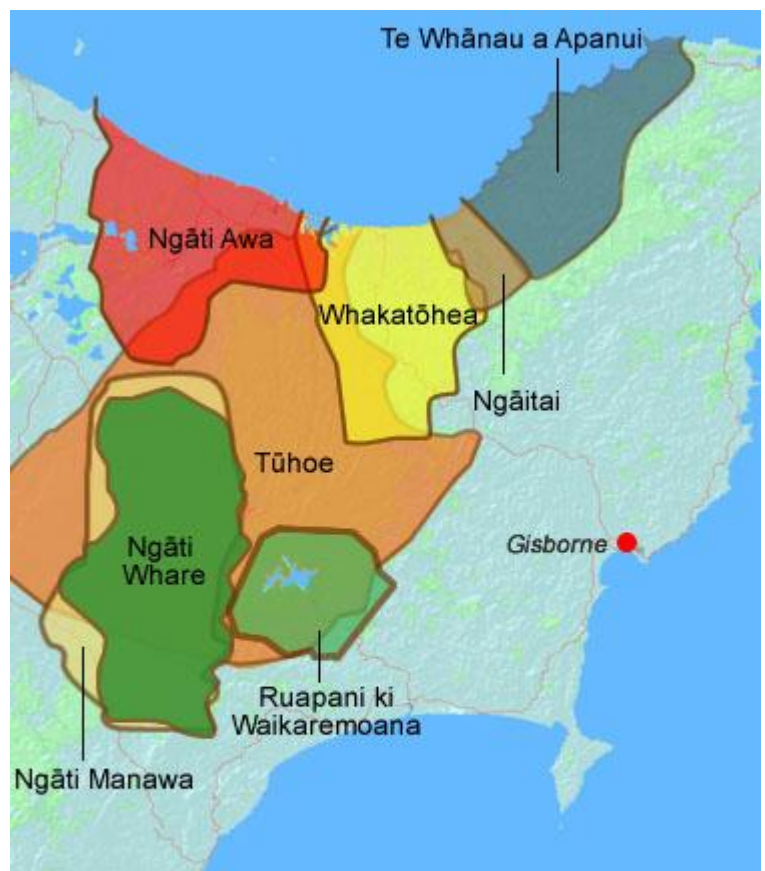 Te Whānau a Apanui
Ngāti Awa
Whakatōhea
Ngāitai
Tūhoe
Gisborne
Ngāti
Whare
Ruapani ki
Waikaremoana
Ngāti Manawa